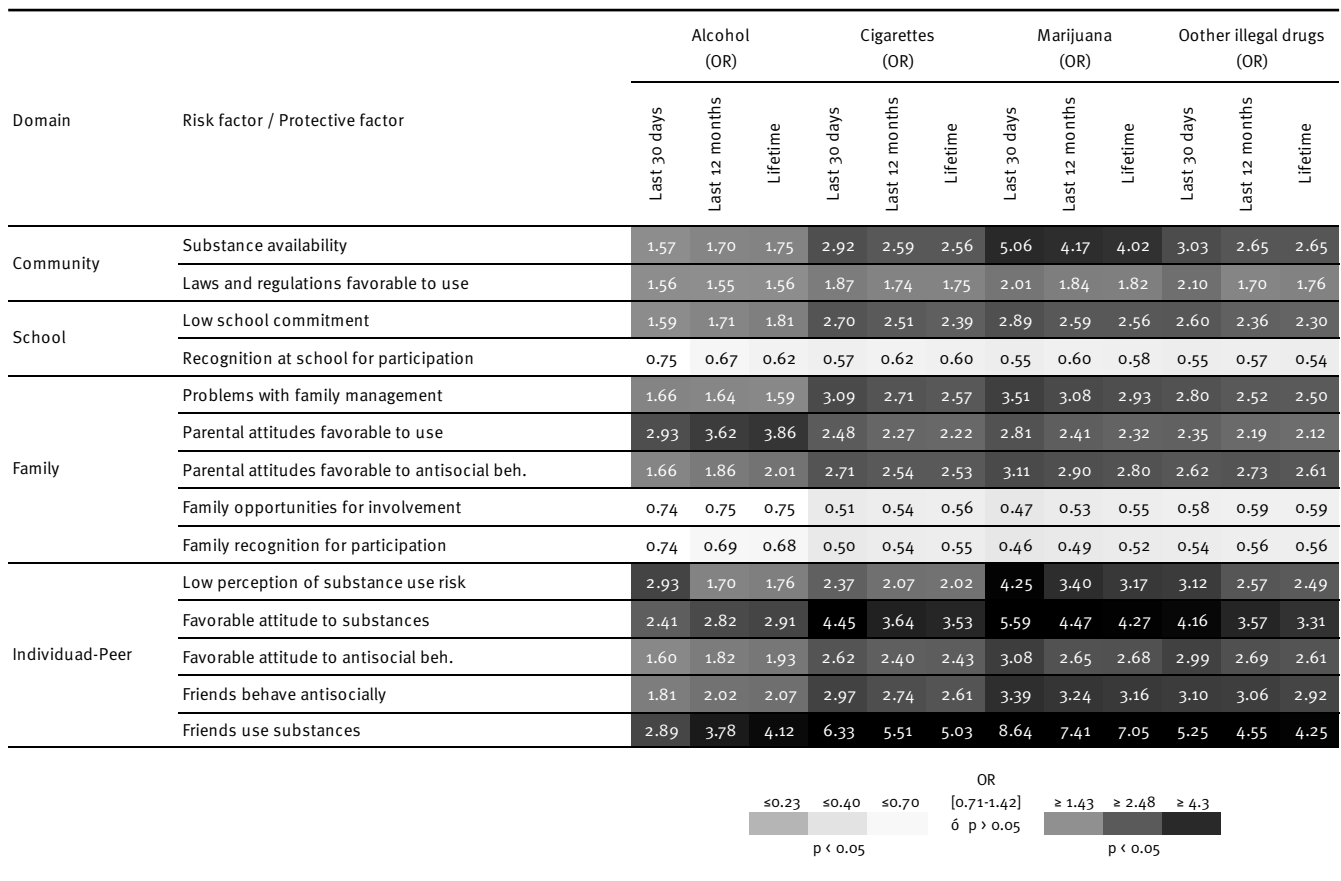 Alcohol Cigarettes Marijuana Oother illegal drugs
(OR) (OR) (OR) (OR)
Domain Risk factor / Protective factor Last 30 days Last 12 months Lifetime Last 30 days Last 12 months Lifetime Last 30 days Last 12 months Lifetime Last 30 days Last 12 months Lifetime
Community
Substance availability 1.57 1.70 1.75 2.92 2.59 2.56 5.06 4.17 4.02 3.03 2.65 2.65
Laws and regulations favorable to use 1.56 1.55 1.56 1.87 1.74 1.75 2.01 1.84 1.82 2.10 1.70 1.76
School
Low school commitment 1.59 1.71 1.81 2.70 2.51 2.39 2.89 2.59 2.56 2.60 2.36 2.30
Recognition at school for participation 0.75 0.67 0.62 0.57 0.62 0.60 0.55 0.60 0.58 0.55 0.57 0.54
Family
Problems with family management 1.66 1.64 1.59 3.09 2.71 2.57 3.51 3.08 2.93 2.80 2.52 2.50
Parental attitudes favorable to use 2.93 3.62 3.86 2.48 2.27 2.22 2.81 2.41 2.32 2.35 2.19 2.12
Parental attitudes favorable to antisocial beh. 1.66 1.86 2.01 2.71 2.54 2.53 3.11 2.90 2.80 2.62 2.73 2.61
Family opportunities for involvement 0.74 0.75 0.75 0.51 0.54 0.56 0.47 0.53 0.55 0.58 0.59 0.59
Family recognition for participation 0.74 0.69 0.68 0.50 0.54 0.55 0.46 0.49 0.52 0.54 0.56 0.56
Individuad-Peer
Low perception of substance use risk 2.93 1.70 1.76 2.37 2.07 2.02 4.25 3.40 3.17 3.12 2.57 2.49
Favorable attitude to substances 2.41 2.82 2.91 4.45 3.64 3.53 5.59 4.47 4.27 4.16 3.57 3.31
Favorable attitude to antisocial beh. 1.60 1.82 1.93 2.62 2.40 2.43 3.08 2.65 2.68 2.99 2.69 2.61
Friends behave antisocially 1.81 2.02 2.07 2.97 2.74 2.61 3.39 3.24 3.16 3.10 3.06 2.92
Friends use substances 2.89 3.78 4.12 6.33 5.51 5.03 8.64 7.41 7.05 5.25 4.55 4.25
OR
≤0.23 ≤0.40 ≤0.70 [0.71-1.42] ≥ 1.43 ≥ 2.48 ≥ 4.3
ó p > 0.05
p < 0.05 p < 0.05